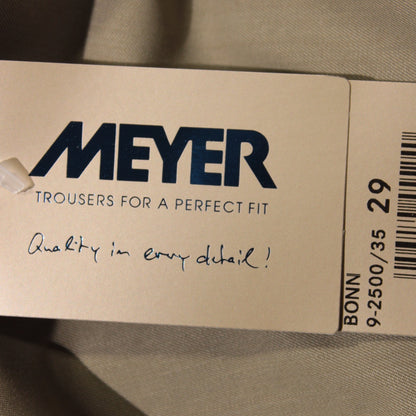 MEYER
TROUSERS FOR A PERFECT FIT
Quality in every detail!
BONN
9-2500/35 29